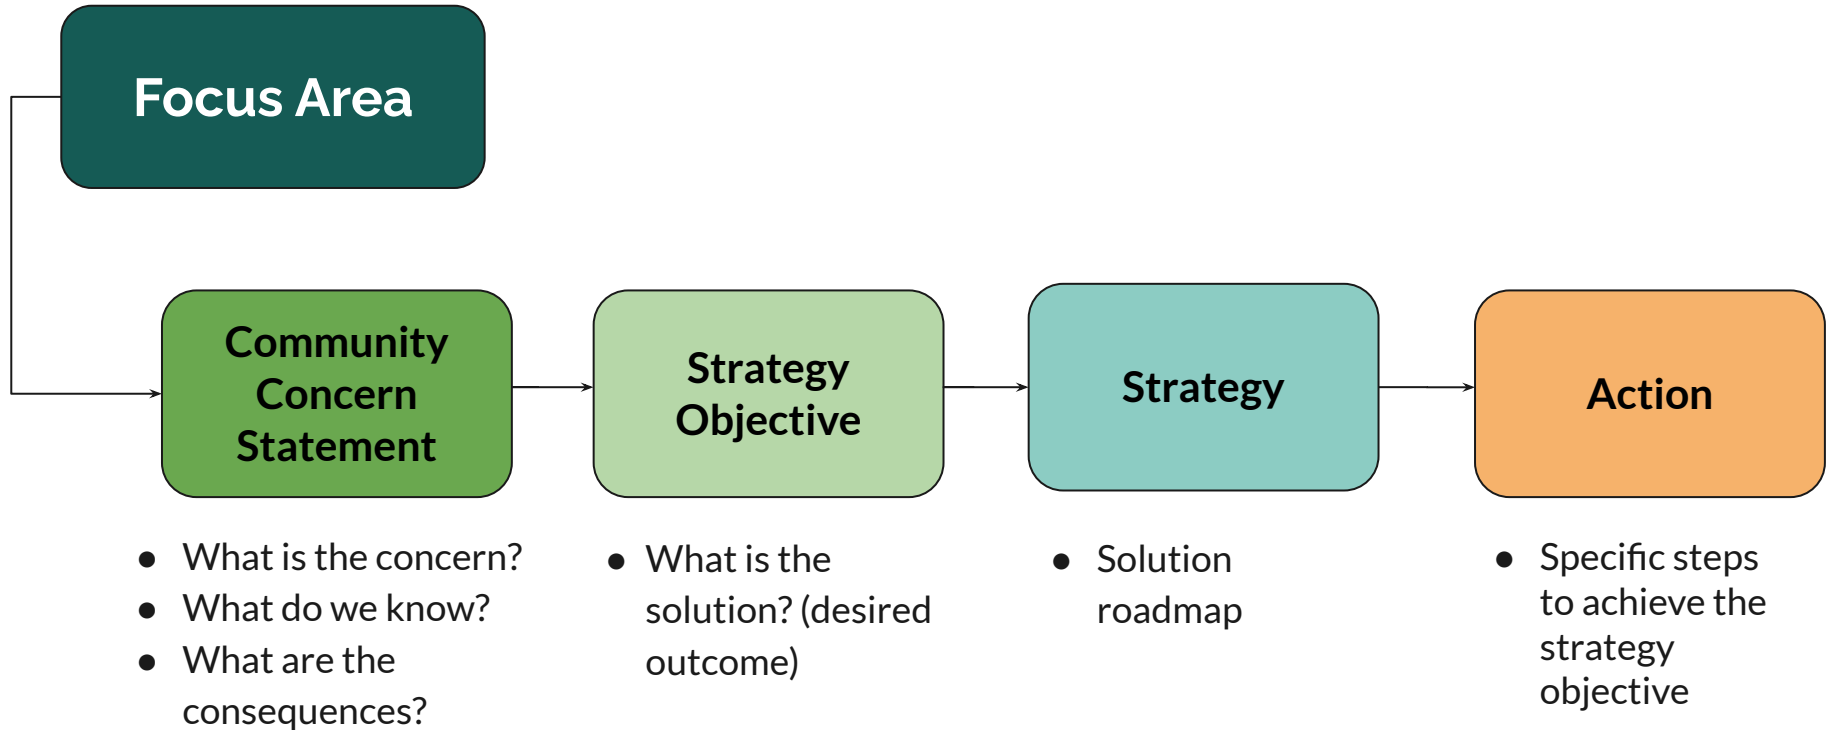 Focus Area
Community
Concern
Statement
Strategy
Objective
Strategy
Action
● What is the concern?
● What do we know?
● What are the
consequences?
● What is the
solution? (desired
outcome)
● Solution
roadmap
● Specific steps
to achieve the
strategy
objective